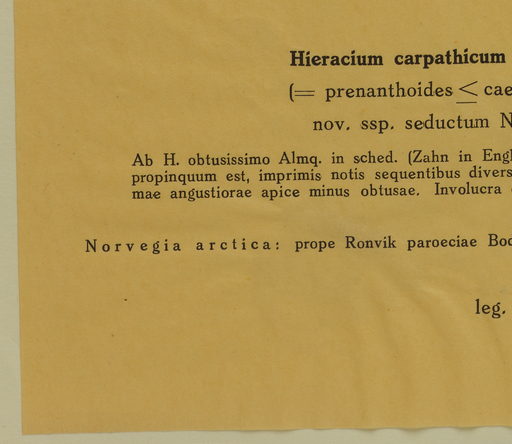 Hieracium carpathicum
(= prenanthoides ≤ cae
nov. ssp. seductum N
Ab H. obtusissimo Almq. in sched. (Zahn in Engl
propinquum est, imprimis notis sequentibus divers
mae angustiorae apice minus obtusae. Involucra
Norvegia arctica: prope Ronvik paroeciae Bod
leg.